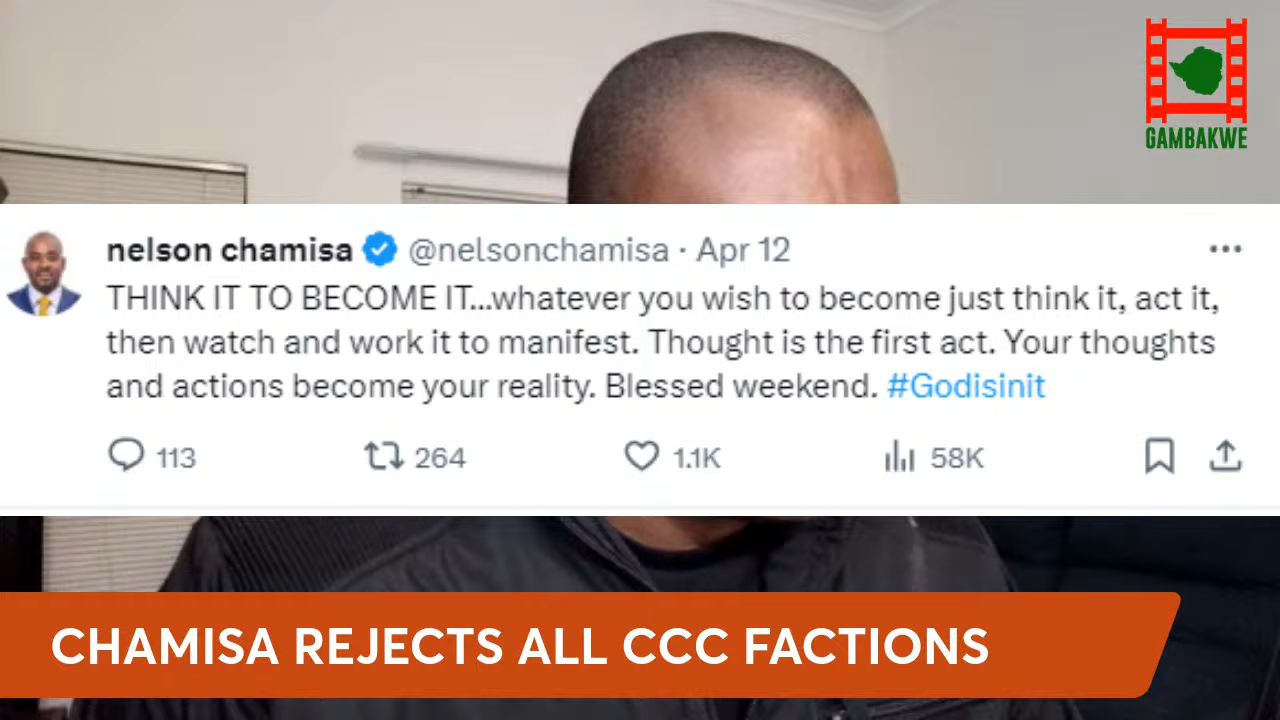 GAMBAKWE
nelson chamisa @nelsonchamisa · Apr 12
THINK IT TO BECOME IT...whatever you wish to become just think it, act it,
then watch and work it to manifest. Thought is the first act. Your thoughts
and actions become your reality. Blessed weekend. #Godisinit
113 264 1.1K 58K
CHAMISA REJECTS ALL CCC FACTIONS